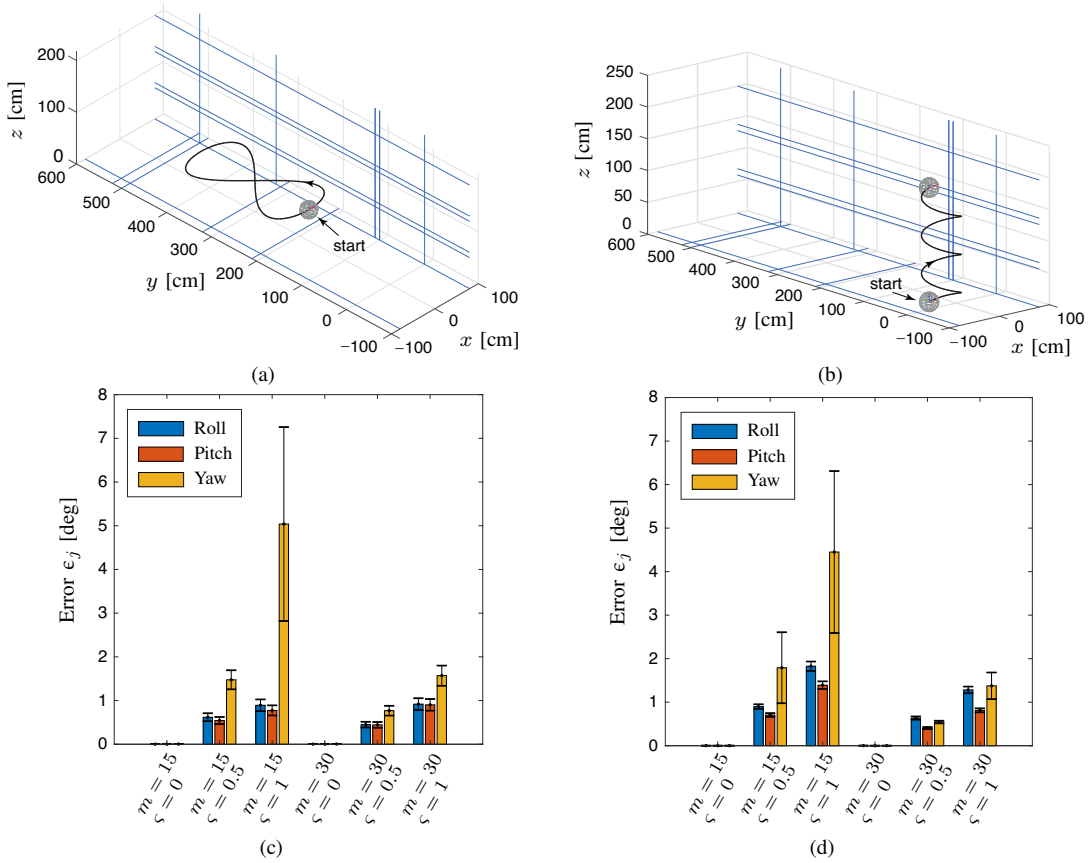 200
100
0
z [cm]
600
500
400
300
200
100
0
−100
y [cm]
−100
0
100
x [cm]
start
(a)
250
200
150
100
50
0
z [cm]
600
500
400
300
200
100
0
−100
y [cm]
−100
0
100
x [cm]
start
(b)
8
7
6
5
4
3
2
1
0
Error ϵj [deg]
Roll
Pitch
Yaw
m = 15
ς = 0
m = 15
ς = 0.5
m = 15
ς = 1
m = 30
ς = 0
m = 30
ς = 0.5
m = 30
ς = 1
(c)
8
7
6
5
4
3
2
1
0
Error ϵj [deg]
Roll
Pitch
Yaw
m = 15
ς = 0
m = 15
ς = 0.5
m = 15
ς = 1
m = 30
ς = 0
m = 30
ς = 0.5
m = 30
ς = 1
(d)